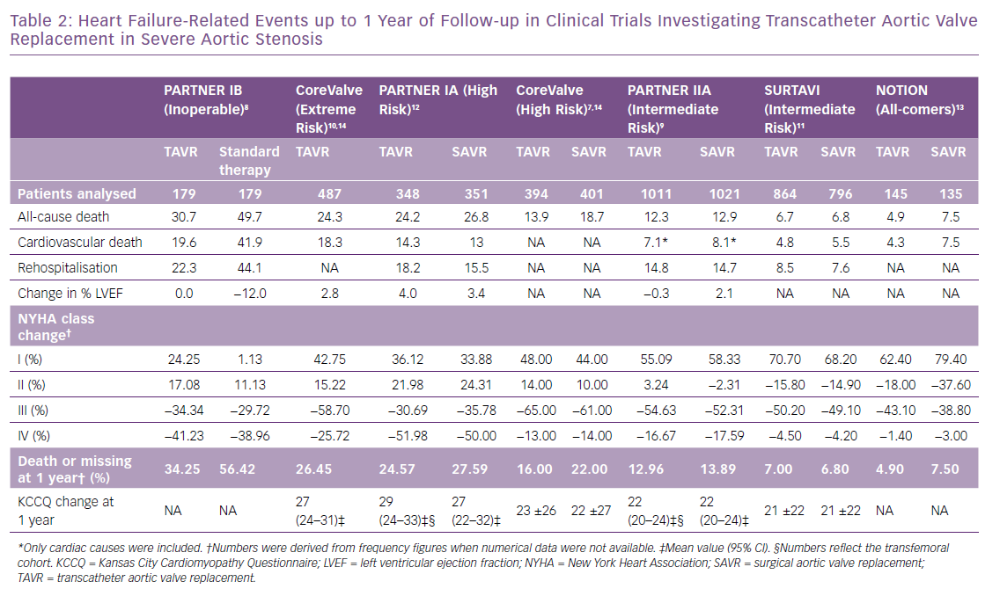 Table 2: Heart Failure-Related Events up to 1 Year of Follow-up in Clinical Trials Investigating Transcatheter Aortic Valve
Replacement in Severe Aortic Stenosis
PARTNER IB (Inoperable)⁸ CoreValve (Extreme Risk)¹⁰,¹⁴ PARTNER IA (High Risk)¹² CoreValve (High Risk)⁷,¹⁴ PARTNER IIA (Intermediate Risk)⁹ SURTAVI (Intermediate Risk)¹¹ NOTION (All-comers)¹³
TAVR Standard therapy TAVR TAVR SAVR TAVR SAVR TAVR SAVR TAVR SAVR TAVR SAVR
Patients analysed 179 179 487 348 351 394 401 1011 1021 864 796 145 135
All-cause death 30.7 49.7 24.3 24.2 26.8 13.9 18.7 12.3 12.9 6.7 6.8 4.9 7.5
Cardiovascular death 19.6 41.9 18.3 14.3 13 NA NA 7.1* 8.1* 4.8 5.5 4.3 7.5
Rehospitalisation 22.3 44.1 NA 18.2 15.5 NA NA 14.8 14.7 8.5 7.6 NA NA
Change in % LVEF 0.0 −12.0 2.8 4.0 3.4 NA NA −0.3 2.1 NA NA NA NA
NYHA class
change†
I (%) 24.25 1.13 42.75 36.12 33.88 48.00 44.00 55.09 58.33 70.70 68.20 62.40 79.40
II (%) 17.08 11.13 15.22 21.98 24.31 14.00 10.00 3.24 −2.31 −15.80 −14.90 −18.00 −37.60
III (%) −34.34 −29.72 −58.70 −30.69 −35.78 −65.00 −61.00 −54.63 −52.31 −50.20 −49.10 −43.10 −38.80
IV (%) −41.23 −38.96 −25.72 −51.98 −50.00 −13.00 −14.00 −16.67 −17.59 −4.50 −4.20 −1.40 −3.00
Death or missing at 1 year† (%) 34.25 56.42 26.45 24.57 27.59 16.00 22.00 12.96 13.89 7.00 6.80 4.90 7.50
KCCQ change at 1 year NA NA 27 (24–31)‡ 29 (24–33)‡§ 27 (22–32)‡ 23 ±26 22 ±27 22 (20–24)‡§ 22 (20–24)‡ 21 ±22 21 ±22 NA NA
*Only cardiac causes were included. †Numbers were derived from frequency figures when numerical data were not available. ‡Mean value (95% CI). §Numbers reflect the transfemoral
cohort. KCCQ = Kansas City Cardiomyopathy Questionnaire; LVEF = left ventricular ejection fraction; NYHA = New York Heart Association; SAVR = surgical aortic valve replacement;
TAVR = transcatheter aortic valve replacement.